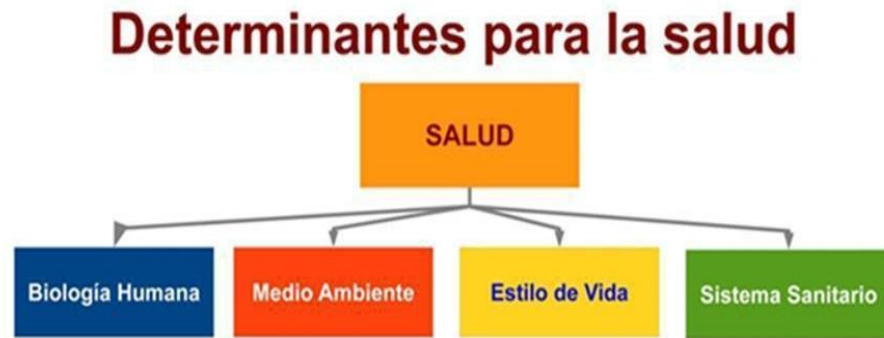 Determinantes para la salud
SALUD
Biología Humana
Medio Ambiente
Estilo de Vida
Sistema Sanitario